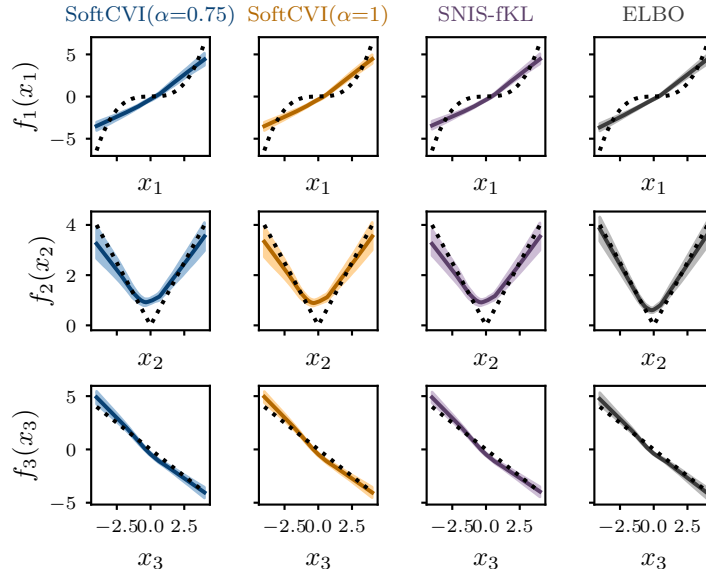 SoftCVI(α=0.75) SoftCVI(α=1) SNIS-fKL ELBO
f₁(x₁)
5
0
−5
x₁ x₁ x₁ x₁
f₂(x₂)
4
2
0
x₂ x₂ x₂ x₂
f₃(x₃)
5
0
−5
−2.5 0.0 2.5 −2.5 0.0 2.5 −2.5 0.0 2.5 −2.5 0.0 2.5
x₃ x₃ x₃ x₃